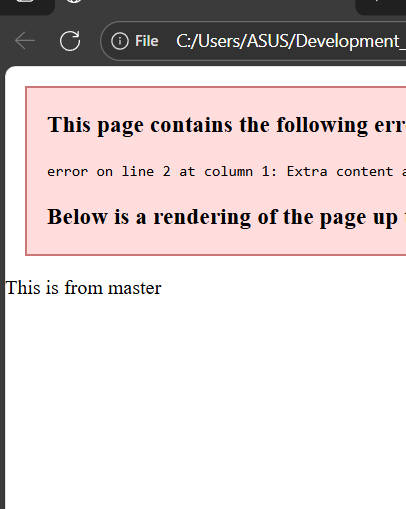 File C:/Users/ASUS/Development_
This page contains the following err
error on line 2 at column 1: Extra content a
Below is a rendering of the page up
This is from master